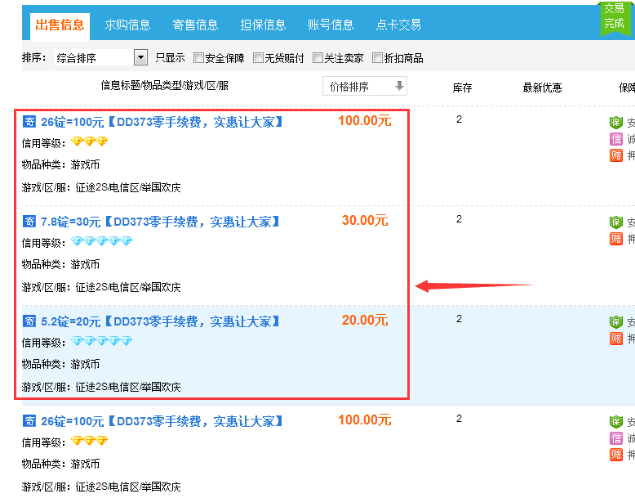 出售信息 求购信息 寄售信息 担保信息 账号信息 点卡交易
交易
完成
排序： 综合排序 只显示 安全保障 无货赔付 关注卖家 折扣商品
信息标题/物品类型/游戏/区/服 价格排序 库存 最新优惠 保障
寄 26锭=100元【DD373零手续费，实惠让大家】 100.00元 2 保
信用等级： 信 诚
物品种类：游戏币 赔 押
游戏/区/服：征途2S/电信区/举国欢庆
寄 7.8锭=30元【DD373零手续费，实惠让大家】 30.00元 2 保
信用等级： 赔 押
物品种类：游戏币
游戏/区/服：征途2S/电信区/举国欢庆
寄 5.2锭=20元【DD373零手续费，实惠让大家】 20.00元 2 保
信用等级： 赔 押
物品种类：游戏币
游戏/区/服：征途2S/电信区/举国欢庆
寄 26锭=100元【DD373零手续费，实惠让大家】 100.00元 2 保
信用等级： 信 诚
物品种类：游戏币 赔 押
游戏/区/服：征途2S/电信区/举国欢庆